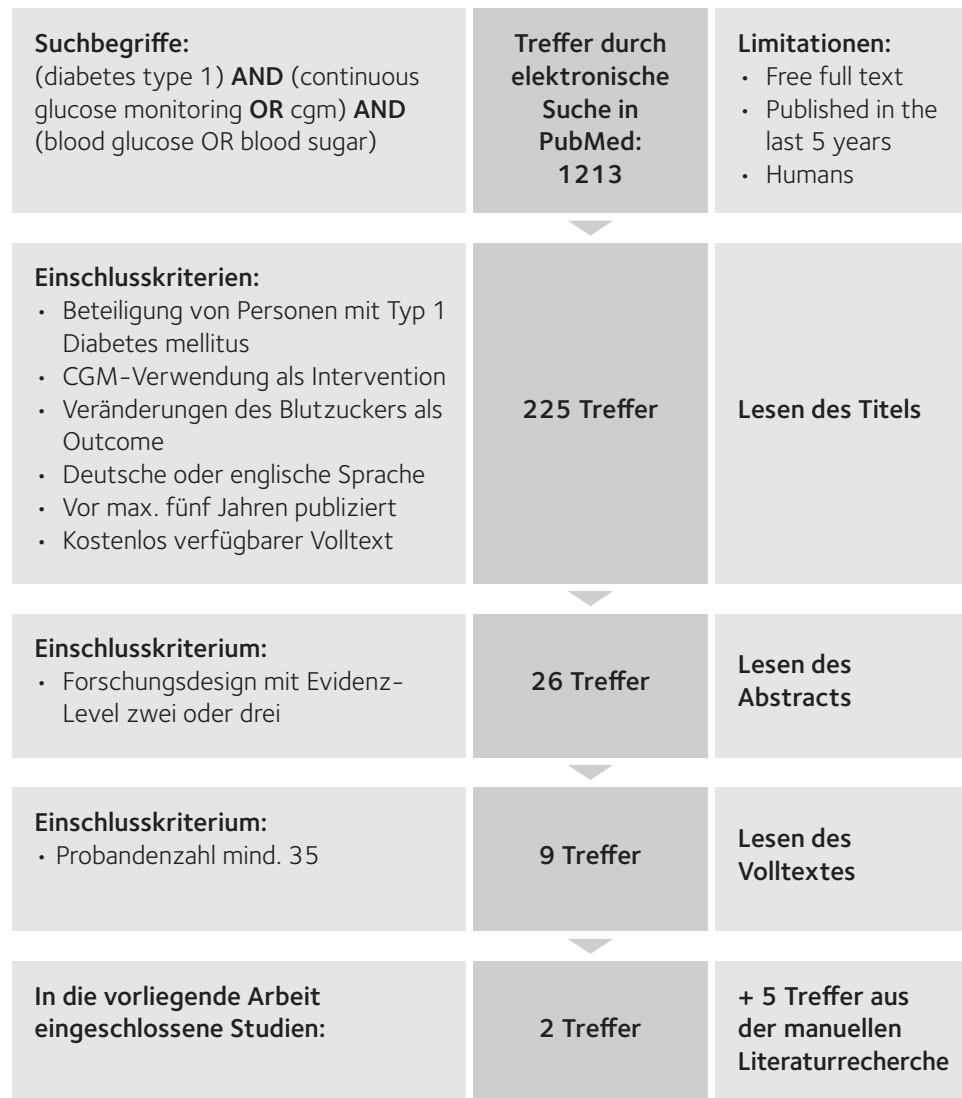 Suchbegriffe:
(diabetes type 1) AND (continuous
glucose monitoring OR cgm) AND
(blood glucose OR blood sugar)
Treffer durch
elektronische
Suche in
PubMed:
1213
Limitationen:
• Free full text
• Published in the
last 5 years
• Humans
Einschlusskriterien:
• Beteiligung von Personen mit Typ 1
Diabetes mellitus
• CGM-Verwendung als Intervention
• Veränderungen des Blutzuckers als
Outcome
• Deutsche oder englische Sprache
• Vor max. fünf Jahren publiziert
• Kostenlos verfügbarer Volltext
225 Treffer
Lesen des Titels
Einschlusskriterium:
• Forschungsdesign mit Evidenz-
Level zwei oder drei
26 Treffer
Lesen des
Abstracts
Einschlusskriterium:
• Probandenzahl mind. 35
9 Treffer
Lesen des
Volltextes
In die vorliegende Arbeit
eingeschlossene Studien:
2 Treffer
+ 5 Treffer aus
der manuellen
Literaturrecherche